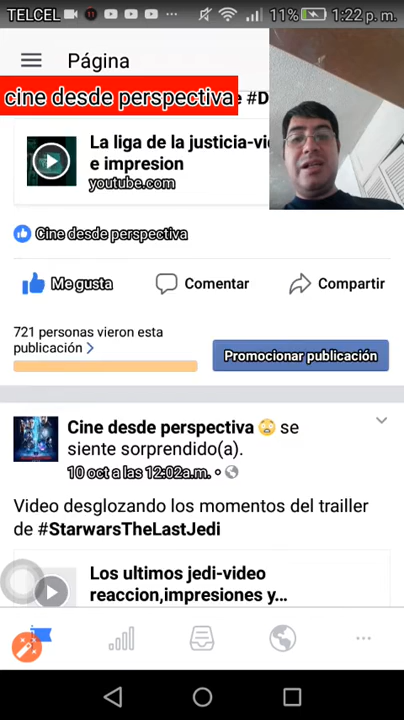 TELCEL
11%
1:22 p.m.
Página
cine desde perspectiva
#D
La liga de la justicia-vi
e impresion
youtube.com
Cine desde perspectiva
Me gusta
Comentar
Compartir
721 personas vieron esta
publicación
Promocionar publicación
Cine desde perspectiva 😳 se
siente sorprendido(a).
10 oct a las 12:02a.m.
Video desglozando los momentos del trailler
de #StarwarsTheLastJedi
Los ultimos jedi-video
reaccion,impresiones y...